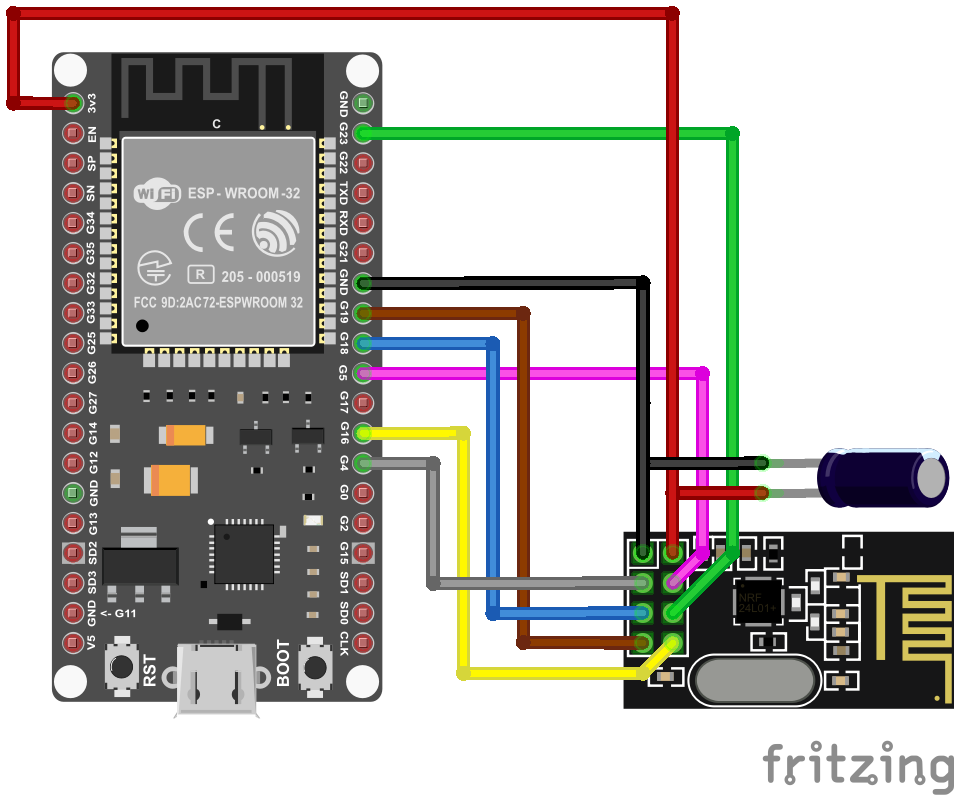 C
Wi Fi ESP - WROOM -32
CE
R 205 - 000519
FCC 9D:2AC72-ESPWROOM 32
3v3
EN
SP
SN
G34
G35
G32
G33
G25
G26
G27
G14
G12
GND
G13
SD2
SD3
GND
<- G11
V5
GND
G23
G22
TXD
RXD
G21
GND
G19
G18
G5
G17
G16
G4
G0
G2
G15
SD1
SD0
CLK
RST
BOOT
NRF
24L01+
fritzing